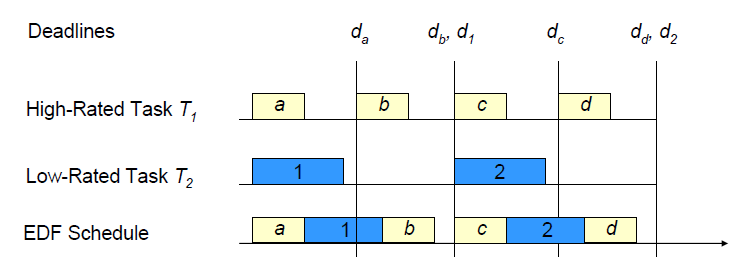 Deadlines d_a d_b, d_1 d_c d_d, d_2
High-Rated Task T_1 a b c d
Low-Rated Task T_2 1 2
EDF Schedule a 1 b c 2 d